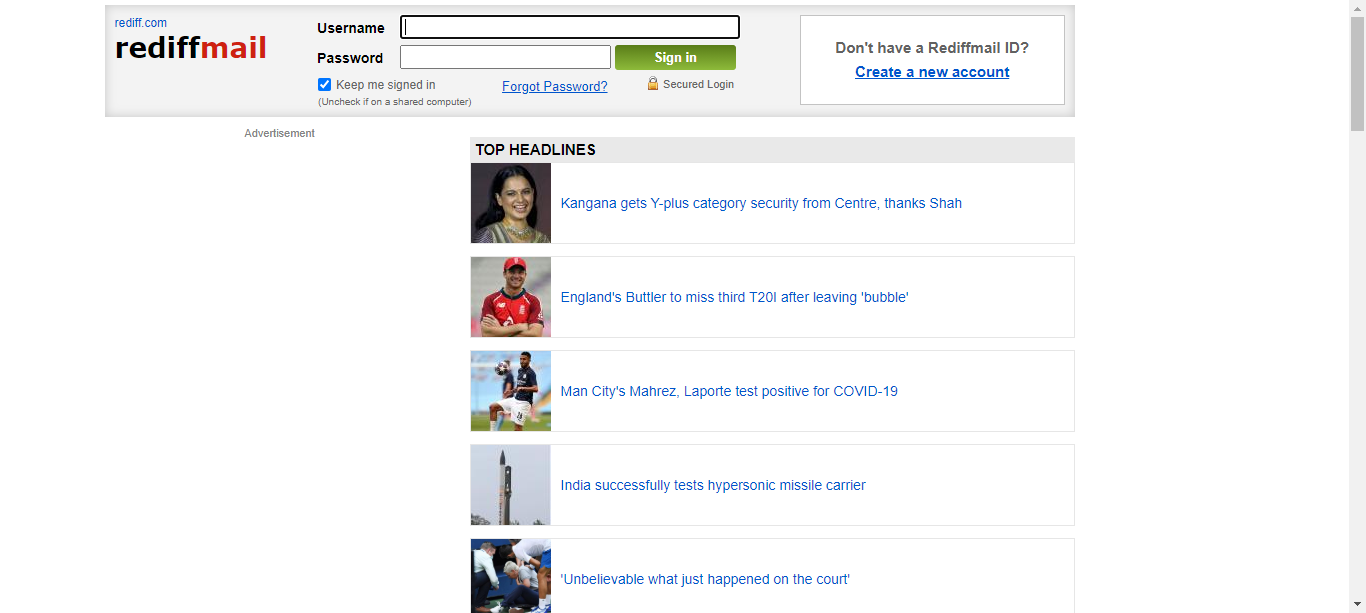 rediff.com
rediffmail
Username
Password
Sign in
Keep me signed in
Forgot Password?
Secured Login
(Uncheck if on a shared computer)
Don't have a Rediffmail ID?
Create a new account
Advertisement
TOP HEADLINES
Kangana gets Y-plus category security from Centre, thanks Shah
England's Buttler to miss third T20I after leaving 'bubble'
Man City's Mahrez, Laporte test positive for COVID-19
India successfully tests hypersonic missile carrier
'Unbelievable what just happened on the court'